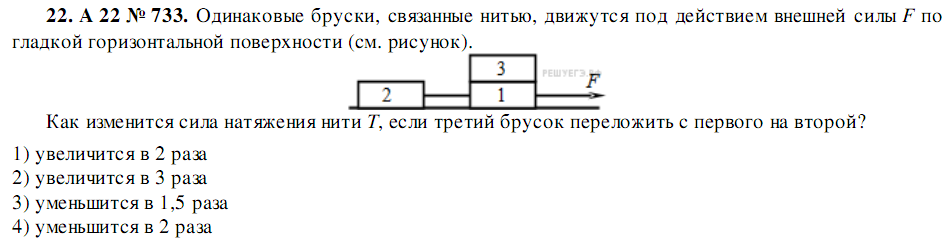 22. А 22 № 733. Одинаковые бруски, связанные нитью, движутся под действием внешней силы F по
гладкой горизонтальной поверхности (см. рисунок).
3 РЕШУЕГЭ.РФ
F
2 1
Как изменится сила натяжения нити T, если третий брусок переложить с первого на второй?
1) увеличится в 2 раза
2) увеличится в 3 раза
3) уменьшится в 1,5 раза
4) уменьшится в 2 раза